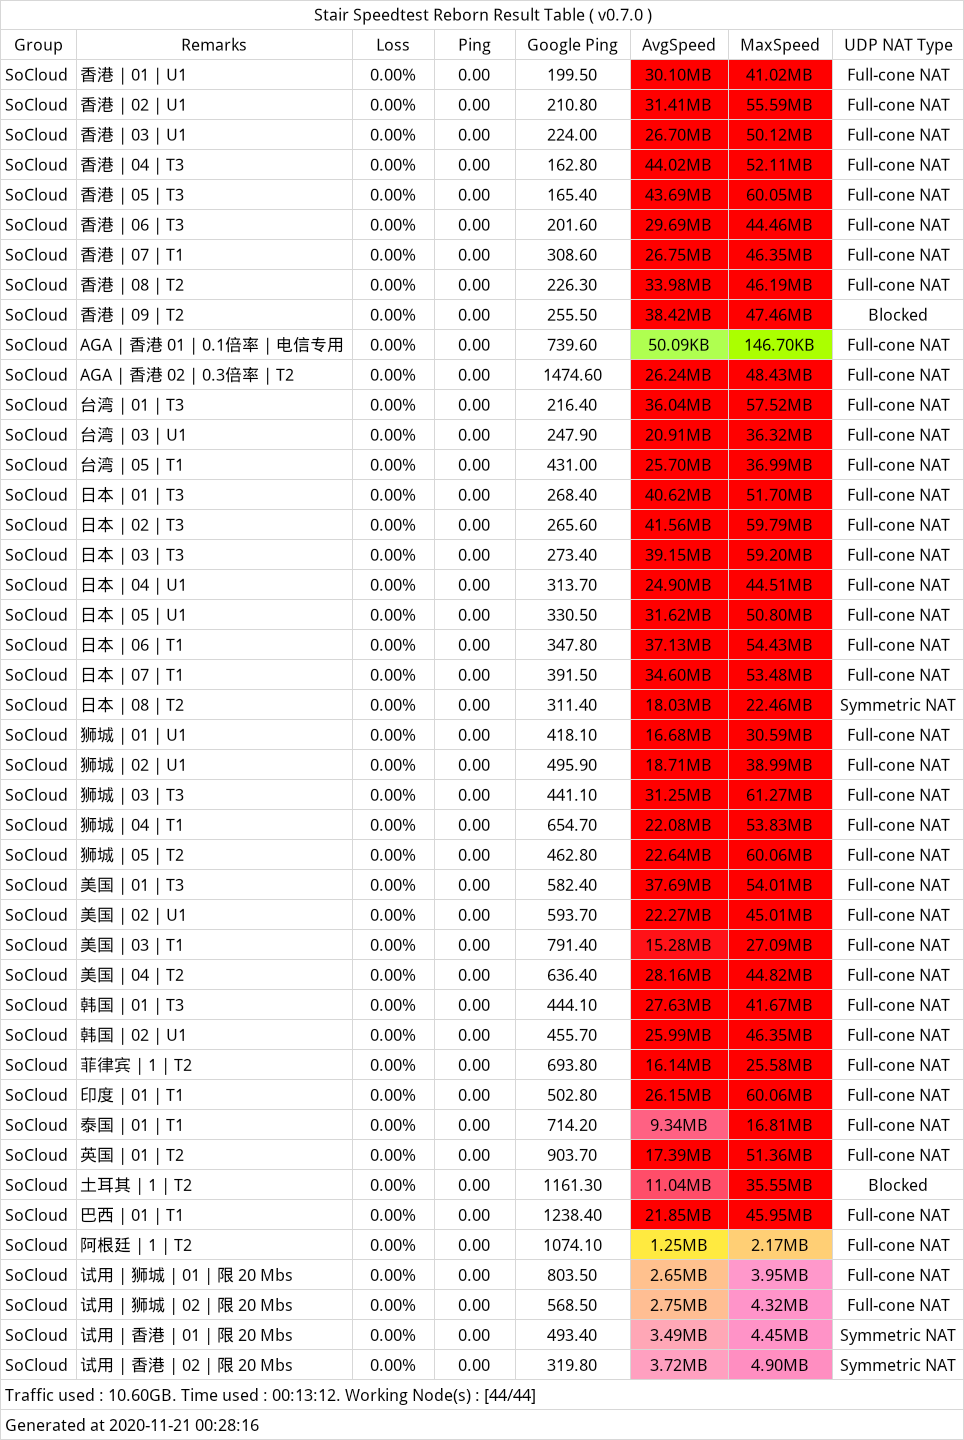 Stair Speedtest Reborn Result Table ( v0.7.0 )
Group Remarks Loss Ping Google Ping AvgSpeed MaxSpeed UDP NAT Type
SoCloud 香港 | 01 | U1 0.00% 0.00 199.50 30.10MB 41.02MB Full-cone NAT
SoCloud 香港 | 02 | U1 0.00% 0.00 210.80 31.41MB 55.59MB Full-cone NAT
SoCloud 香港 | 03 | U1 0.00% 0.00 224.00 26.70MB 50.12MB Full-cone NAT
SoCloud 香港 | 04 | T3 0.00% 0.00 162.80 44.02MB 52.11MB Full-cone NAT
SoCloud 香港 | 05 | T3 0.00% 0.00 165.40 43.69MB 60.05MB Full-cone NAT
SoCloud 香港 | 06 | T3 0.00% 0.00 201.60 29.69MB 44.46MB Full-cone NAT
SoCloud 香港 | 07 | T1 0.00% 0.00 308.60 26.75MB 46.35MB Full-cone NAT
SoCloud 香港 | 08 | T2 0.00% 0.00 226.30 33.98MB 46.19MB Full-cone NAT
SoCloud 香港 | 09 | T2 0.00% 0.00 255.50 38.42MB 47.46MB Blocked
SoCloud AGA | 香港 01 | 0.1倍率 | 电信专用 0.00% 0.00 739.60 50.09KB 146.70KB Full-cone NAT
SoCloud AGA | 香港 02 | 0.3倍率 | T2 0.00% 0.00 1474.60 26.24MB 48.43MB Full-cone NAT
SoCloud 台湾 | 01 | T3 0.00% 0.00 216.40 36.04MB 57.52MB Full-cone NAT
SoCloud 台湾 | 03 | U1 0.00% 0.00 247.90 20.91MB 36.32MB Full-cone NAT
SoCloud 台湾 | 05 | T1 0.00% 0.00 431.00 25.70MB 36.99MB Full-cone NAT
SoCloud 日本 | 01 | T3 0.00% 0.00 268.40 40.62MB 51.70MB Full-cone NAT
SoCloud 日本 | 02 | T3 0.00% 0.00 265.60 41.56MB 59.79MB Full-cone NAT
SoCloud 日本 | 03 | T3 0.00% 0.00 273.40 39.15MB 59.20MB Full-cone NAT
SoCloud 日本 | 04 | U1 0.00% 0.00 313.70 24.90MB 44.51MB Full-cone NAT
SoCloud 日本 | 05 | U1 0.00% 0.00 330.50 31.62MB 50.80MB Full-cone NAT
SoCloud 日本 | 06 | T1 0.00% 0.00 347.80 37.13MB 54.43MB Full-cone NAT
SoCloud 日本 | 07 | T1 0.00% 0.00 391.50 34.60MB 53.48MB Full-cone NAT
SoCloud 日本 | 08 | T2 0.00% 0.00 311.40 18.03MB 22.46MB Symmetric NAT
SoCloud 狮城 | 01 | U1 0.00% 0.00 418.10 16.68MB 30.59MB Full-cone NAT
SoCloud 狮城 | 02 | U1 0.00% 0.00 495.90 18.71MB 38.99MB Full-cone NAT
SoCloud 狮城 | 03 | T3 0.00% 0.00 441.10 31.25MB 61.27MB Full-cone NAT
SoCloud 狮城 | 04 | T1 0.00% 0.00 654.70 22.08MB 53.83MB Full-cone NAT
SoCloud 狮城 | 05 | T2 0.00% 0.00 462.80 22.64MB 60.06MB Full-cone NAT
SoCloud 美国 | 01 | T3 0.00% 0.00 582.40 37.69MB 54.01MB Full-cone NAT
SoCloud 美国 | 02 | U1 0.00% 0.00 593.70 22.27MB 45.01MB Full-cone NAT
SoCloud 美国 | 03 | T1 0.00% 0.00 791.40 15.28MB 27.09MB Full-cone NAT
SoCloud 美国 | 04 | T2 0.00% 0.00 636.40 28.16MB 44.82MB Full-cone NAT
SoCloud 韩国 | 01 | T3 0.00% 0.00 444.10 27.63MB 41.67MB Full-cone NAT
SoCloud 韩国 | 02 | U1 0.00% 0.00 455.70 25.99MB 46.35MB Full-cone NAT
SoCloud 菲律宾 | 1 | T2 0.00% 0.00 693.80 16.14MB 25.58MB Full-cone NAT
SoCloud 印度 | 01 | T1 0.00% 0.00 502.80 26.15MB 60.06MB Full-cone NAT
SoCloud 泰国 | 01 | T1 0.00% 0.00 714.20 9.34MB 16.81MB Full-cone NAT
SoCloud 英国 | 01 | T2 0.00% 0.00 903.70 17.39MB 51.36MB Full-cone NAT
SoCloud 土耳其 | 1 | T2 0.00% 0.00 1161.30 11.04MB 35.55MB Blocked
SoCloud 巴西 | 01 | T1 0.00% 0.00 1238.40 21.85MB 45.95MB Full-cone NAT
SoCloud 阿根廷 | 1 | T2 0.00% 0.00 1074.10 1.25MB 2.17MB Full-cone NAT
SoCloud 试用 | 狮城 | 01 | 限 20 Mbs 0.00% 0.00 803.50 2.65MB 3.95MB Full-cone NAT
SoCloud 试用 | 狮城 | 02 | 限 20 Mbs 0.00% 0.00 568.50 2.75MB 4.32MB Full-cone NAT
SoCloud 试用 | 香港 | 01 | 限 20 Mbs 0.00% 0.00 493.40 3.49MB 4.45MB Symmetric NAT
SoCloud 试用 | 香港 | 02 | 限 20 Mbs 0.00% 0.00 319.80 3.72MB 4.90MB Symmetric NAT
Traffic used : 10.60GB. Time used : 00:13:12. Working Node(s) : [44/44]
Generated at 2020-11-21 00:28:16